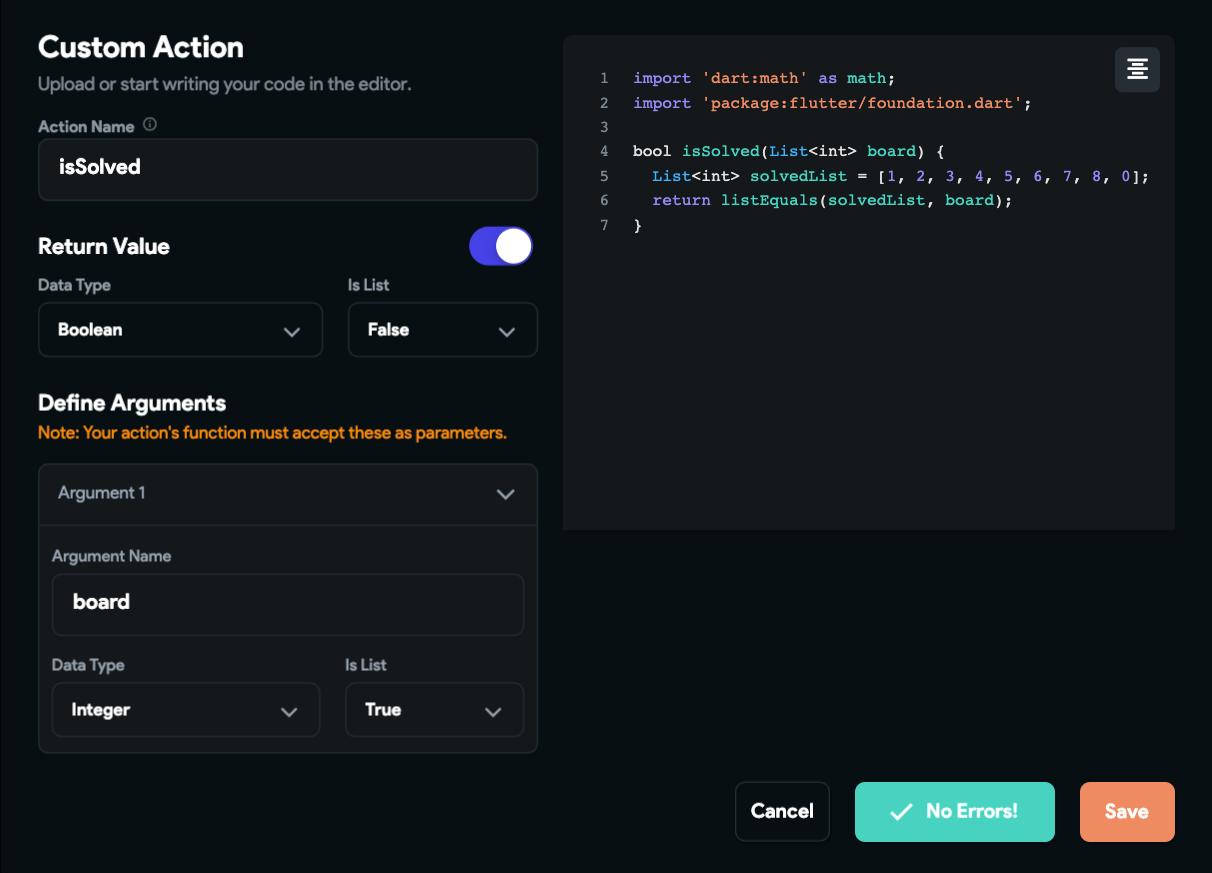 Custom Action
Upload or start writing your code in the editor.
Action Name
isSolved
Return Value
Data Type
Is List
Boolean
False
Define Arguments
Note: Your action's function must accept these as parameters.
Argument 1
Argument Name
board
Data Type
Is List
Integer
True
1 import 'dart:math' as math;
2 import 'package:flutter/foundation.dart';
3
4 bool isSolved(List<int> board) {
5   List<int> solvedList = [1, 2, 3, 4, 5, 6, 7, 8, 0];
6   return listEquals(solvedList, board);
7 }
Cancel
No Errors!
Save